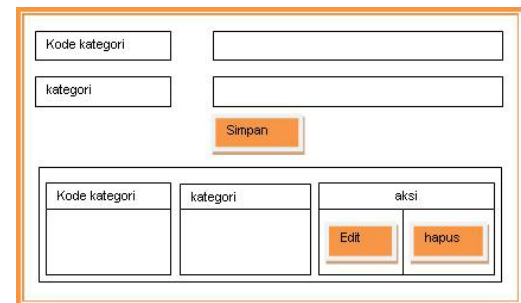 Kode kategori
kategori
Simpan
Kode kategori kategori aksi
Edit hapus